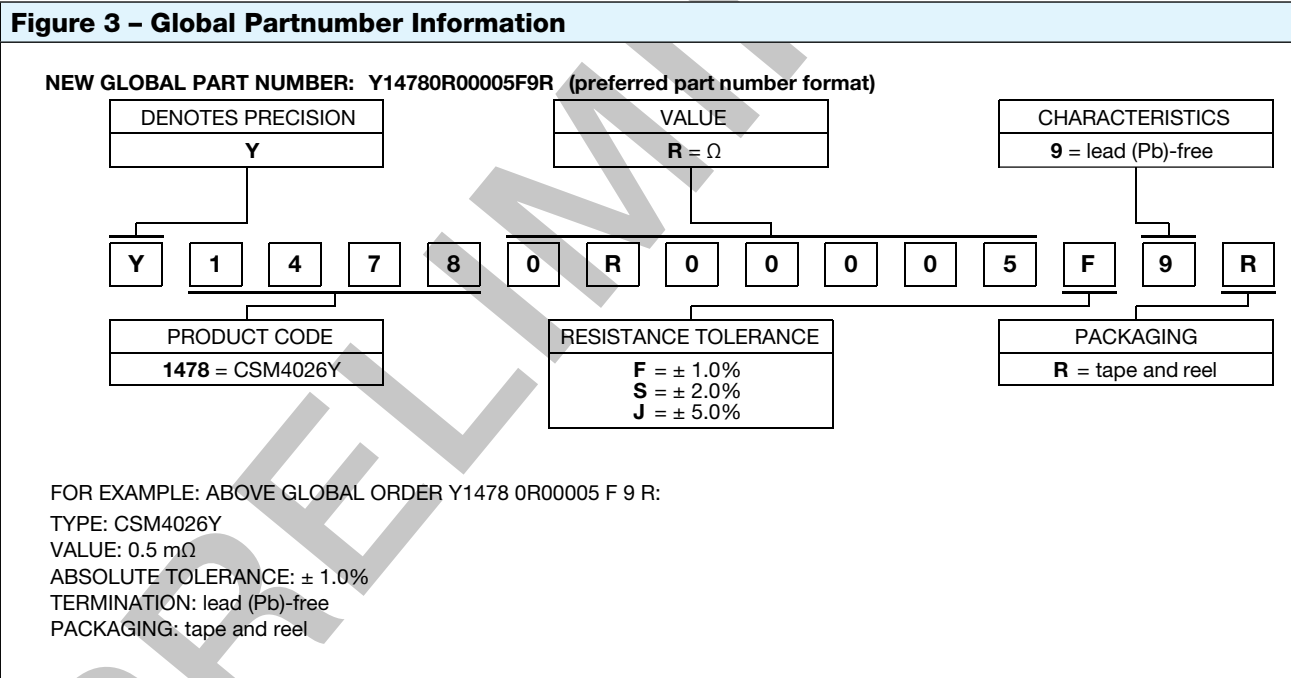 Figure 3 – Global Partnumber Information
NEW GLOBAL PART NUMBER: Y14780R00005F9R (preferred part number format)
DENOTES PRECISION
Y
VALUE
R = Ω
CHARACTERISTICS
9 = lead (Pb)-free
Y 1 4 7 8 0 R 0 0 0 0 5 F 9 R
PRODUCT CODE
1478 = CSM4026Y
RESISTANCE TOLERANCE
F = ± 1.0%
S = ± 2.0%
J = ± 5.0%
PACKAGING
R = tape and reel
FOR EXAMPLE: ABOVE GLOBAL ORDER Y1478 0R00005 F 9 R:
TYPE: CSM4026Y
VALUE: 0.5 mΩ
ABSOLUTE TOLERANCE: ± 1.0%
TERMINATION: lead (Pb)-free
PACKAGING: tape and reel
PRELIMI